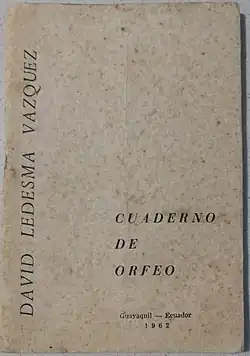 DAVID LEDESMA VAZQUEZ
CUADERNO
DE
ORFEO
Guayaquil — Ecuador
1962